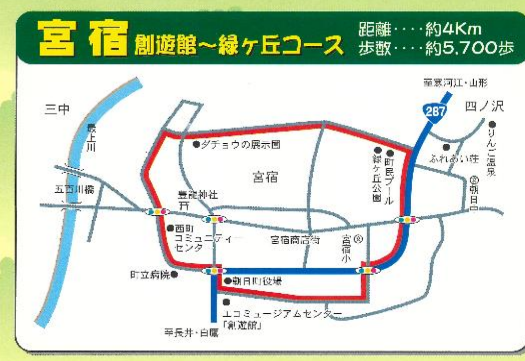 宮宿 創遊館～緑ヶ丘コース
距離‥‥約4Km
歩数‥‥約5,700歩
至寒河江・山形
287
四ノ沢
三中
最上川
りんご温泉
ふれあい荘
ダチョウの展示園
町民プール
緑ヶ丘公園
宮宿
五百川橋
豊龍神社
文朝日中
西町
コミュニティー
センタ
宮宿商店街
宮宿小
文
町立病院
朝日町役場
エコミュージアムセンター
「創遊館」
至長井・白鷹